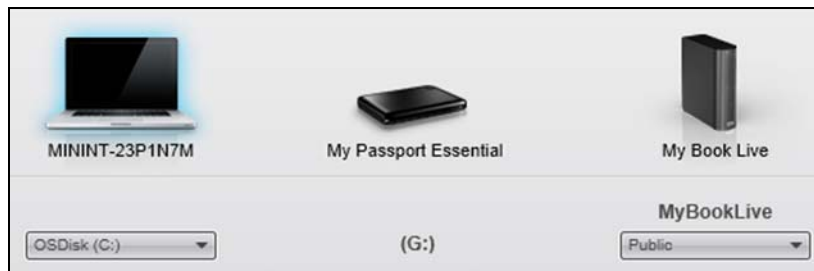 MININT-23P1N7M My Passport Essential My Book Live
MyBookLive
OSDisk (C:) (G:) Public